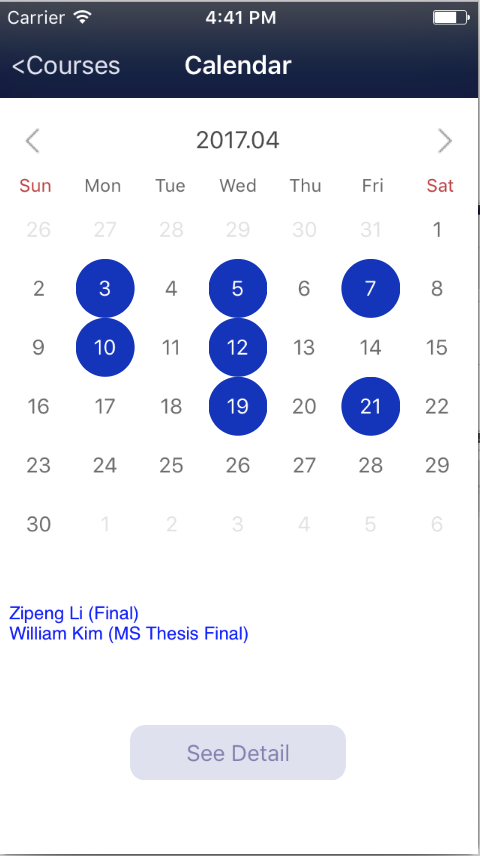 Carrier 4:41 PM
<Courses Calendar
2017.04
Sun Mon Tue Wed Thu Fri Sat
26 27 28 29 30 31 1
2 3 4 5 6 7 8
9 10 11 12 13 14 15
16 17 18 19 20 21 22
23 24 25 26 27 28 29
30 1 2 3 4 5 6
Zipeng Li (Final)
William Kim (MS Thesis Final)
See Detail